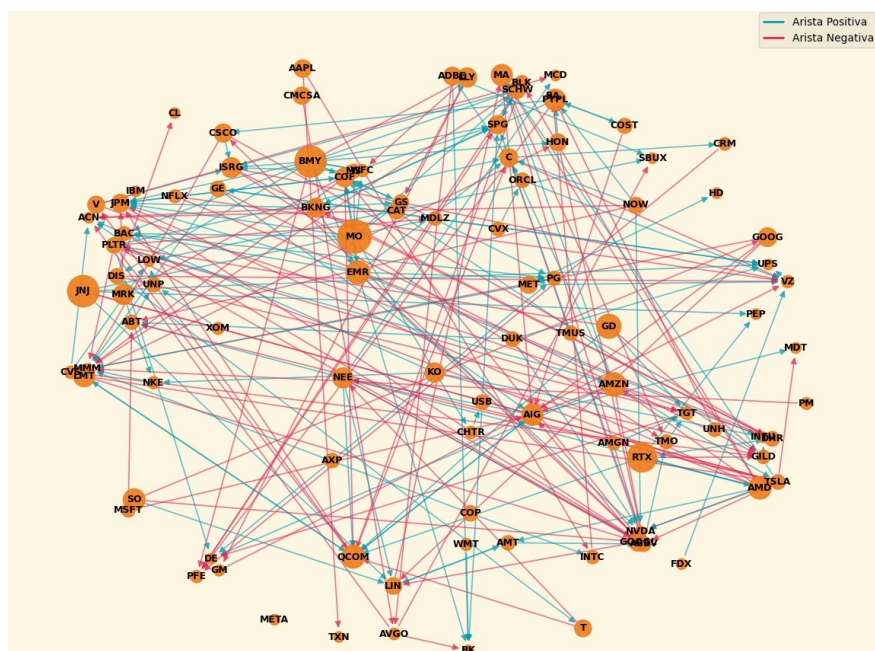 Arista Positiva
Arista Negativa
AAPL
CMCSA
MA
BLK
MCD
SCHW
PYPL
CL
CSCO
SPG
COST
HON
CRM
BMY
C
SBUX
ISRG
COF
WFC
ORCL
IBM
GE
NFLX
HD
V
JPM
BKNG
GS
CAT
NOW
ACN
MO
MDLZ
CVX
BAC
GOOG
PLTR
LOW
EMR
UPS
DIS
MET
PG
UNP
VZ
JNJ
MRK
ABT
XOM
GD
PEP
DUK
TMUS
MDT
MMM
LMT
NKE
NEE
KO
AMZN
USB
AIG
TGT
PM
CHTR
UNH
AXP
AMGN
TMO
RTX
GILD
TSLA
AMD
SO
MSFT
COP
NVDA
WMT
AMT
DE
QCOM
INTC
PFE
GM
LIN
FDX
META
TXN
AVGO
T
BK